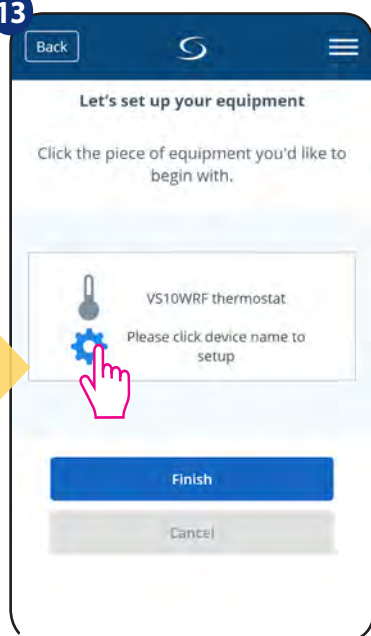 13
Back
Let's set up your equipment
Click the piece of equipment you'd like to
begin with.
VS10WRF thermostat
Please click device name to
setup
Finish
Cancel